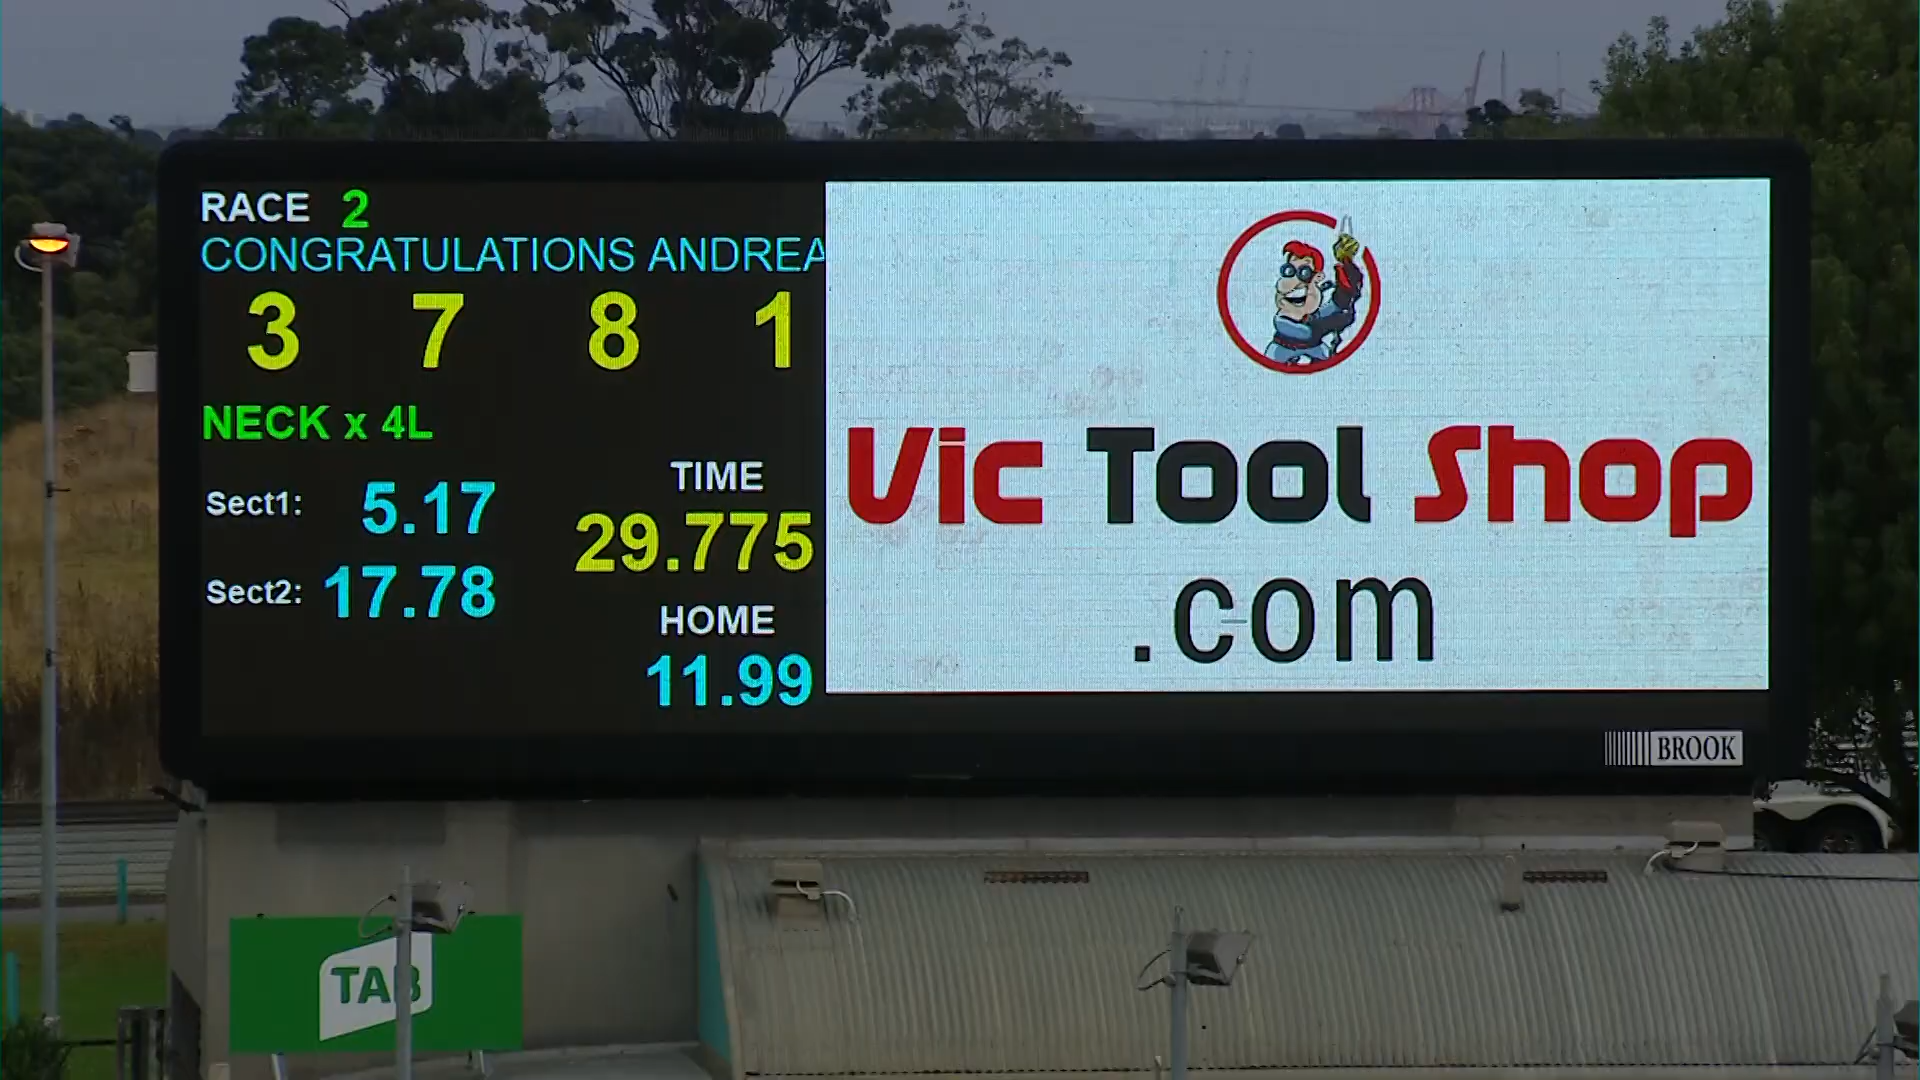 RACE 2
CONGRATULATIONS ANDREA
3 7 8 1
NECK x 4L
Sect1: 5.17
Sect2: 17.78
TIME
29.775
HOME
11.99
Vic Tool Shop
.com
BROOK
TAB